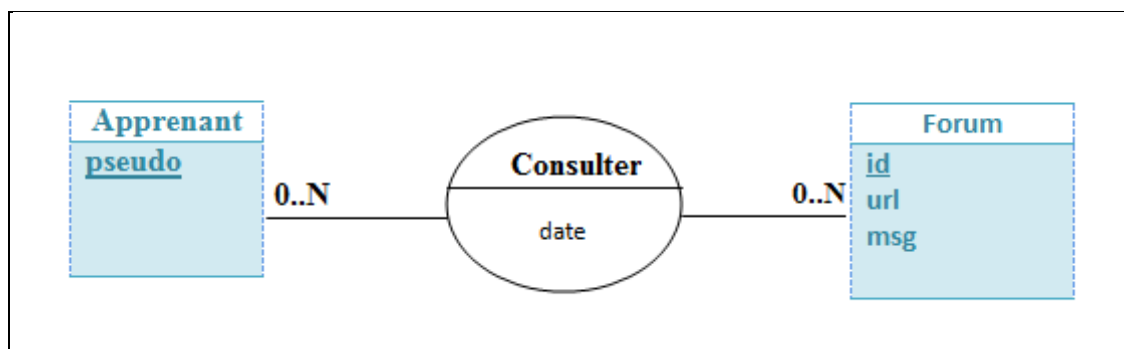 Apprenant
pseudo
0..N
Consulter
date
0..N
Forum
id
url
msg